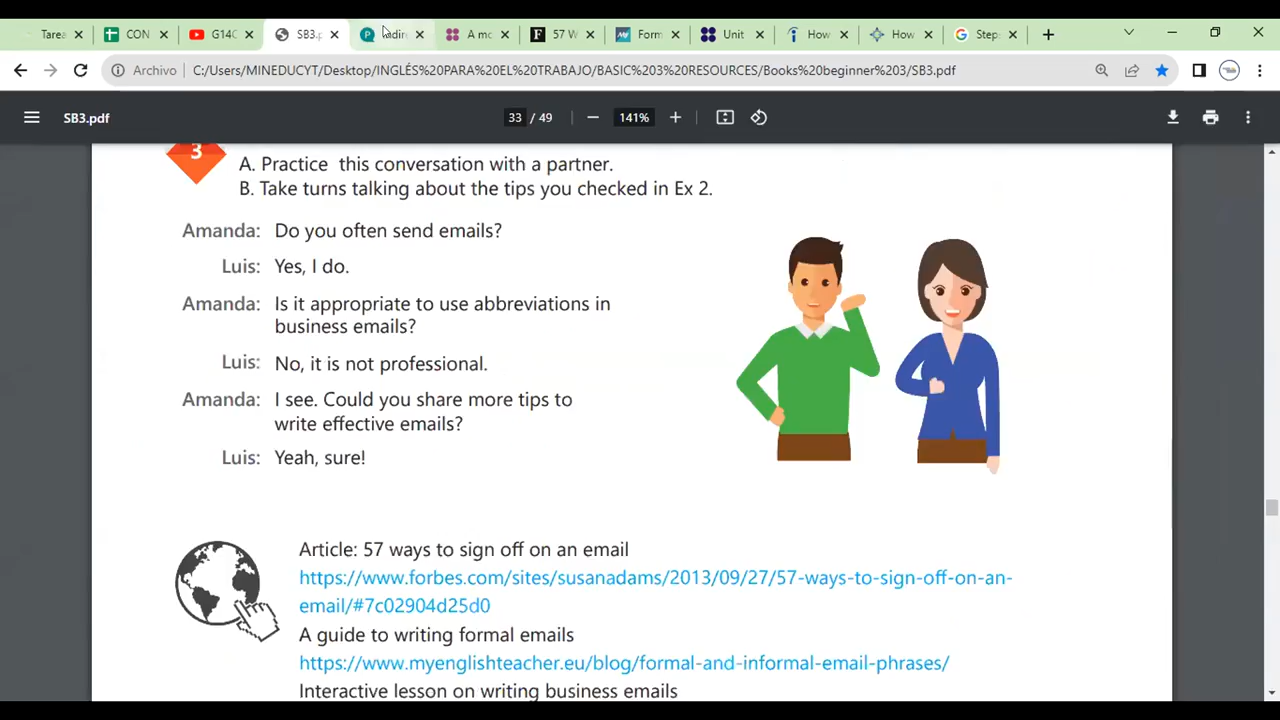 Tarea
CON
G14C
SB3.p
adire
A mo
57 W
Form
Unit
How
How
Step
Archivo C:/Users/MINEDUCYT/Desktop/INGLÉS%20PARA%20EL%20TRABAJO/BASIC%203%20RESOURCES/Books%20beginner%203/SB3.pdf
SB3.pdf
33 / 49
141%
3
A. Practice this conversation with a partner.
B. Take turns talking about the tips you checked in Ex 2.
Amanda: Do you often send emails?
Luis: Yes, I do.
Amanda: Is it appropriate to use abbreviations in
business emails?
Luis: No, it is not professional.
Amanda: I see. Could you share more tips to
write effective emails?
Luis: Yeah, sure!
Article: 57 ways to sign off on an email
https://www.forbes.com/sites/susanadams/2013/09/27/57-ways-to-sign-off-on-an-
email/#7c02904d25d0
A guide to writing formal emails
https://www.myenglishteacher.eu/blog/formal-and-informal-email-phrases/
Interactive lesson on writing business emails